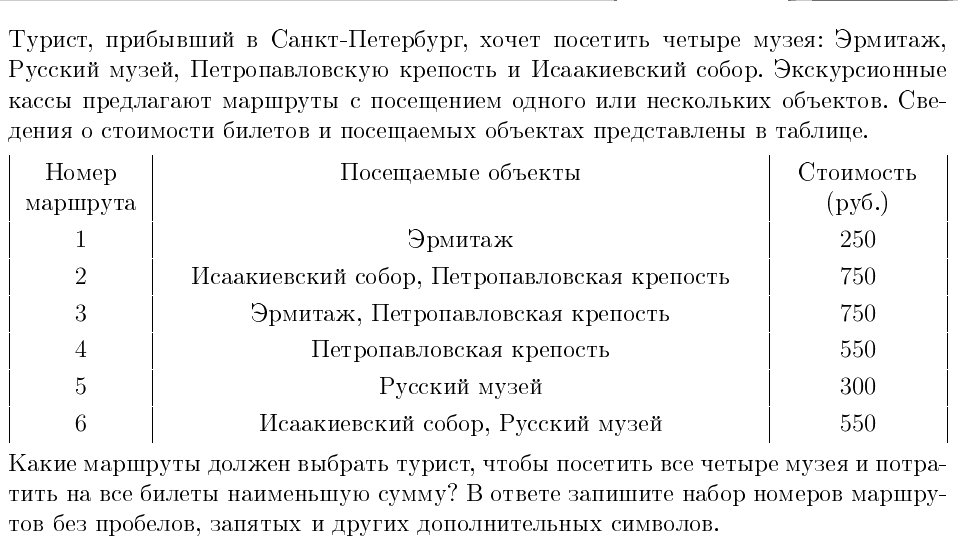 Турист, прибывший в Санкт-Петербург, хочет посетить четыре музея: Эрмитаж,
Русский музей, Петропавловскую крепость и Исаакиевский собор. Экскурсионные
кассы предлагают маршруты с посещением одного или нескольких объектов. Све-
дения о стоимости билетов и посещаемых объектах представлены в таблице.
Номер Посещаемые объекты Стоимость
маршрута (руб.)
1 Эрмитаж 250
2 Исаакиевский собор, Петропавловская крепость 750
3 Эрмитаж, Петропавловская крепость 750
4 Петропавловская крепость 550
5 Русский музей 300
6 Исаакиевский собор, Русский музей 550
Какие маршруты должен выбрать турист, чтобы посетить все четыре музея и потра-
тить на все билеты наименьшую сумму? В ответе запишите набор номеров маршру-
тов без пробелов, запятых и других дополнительных символов.